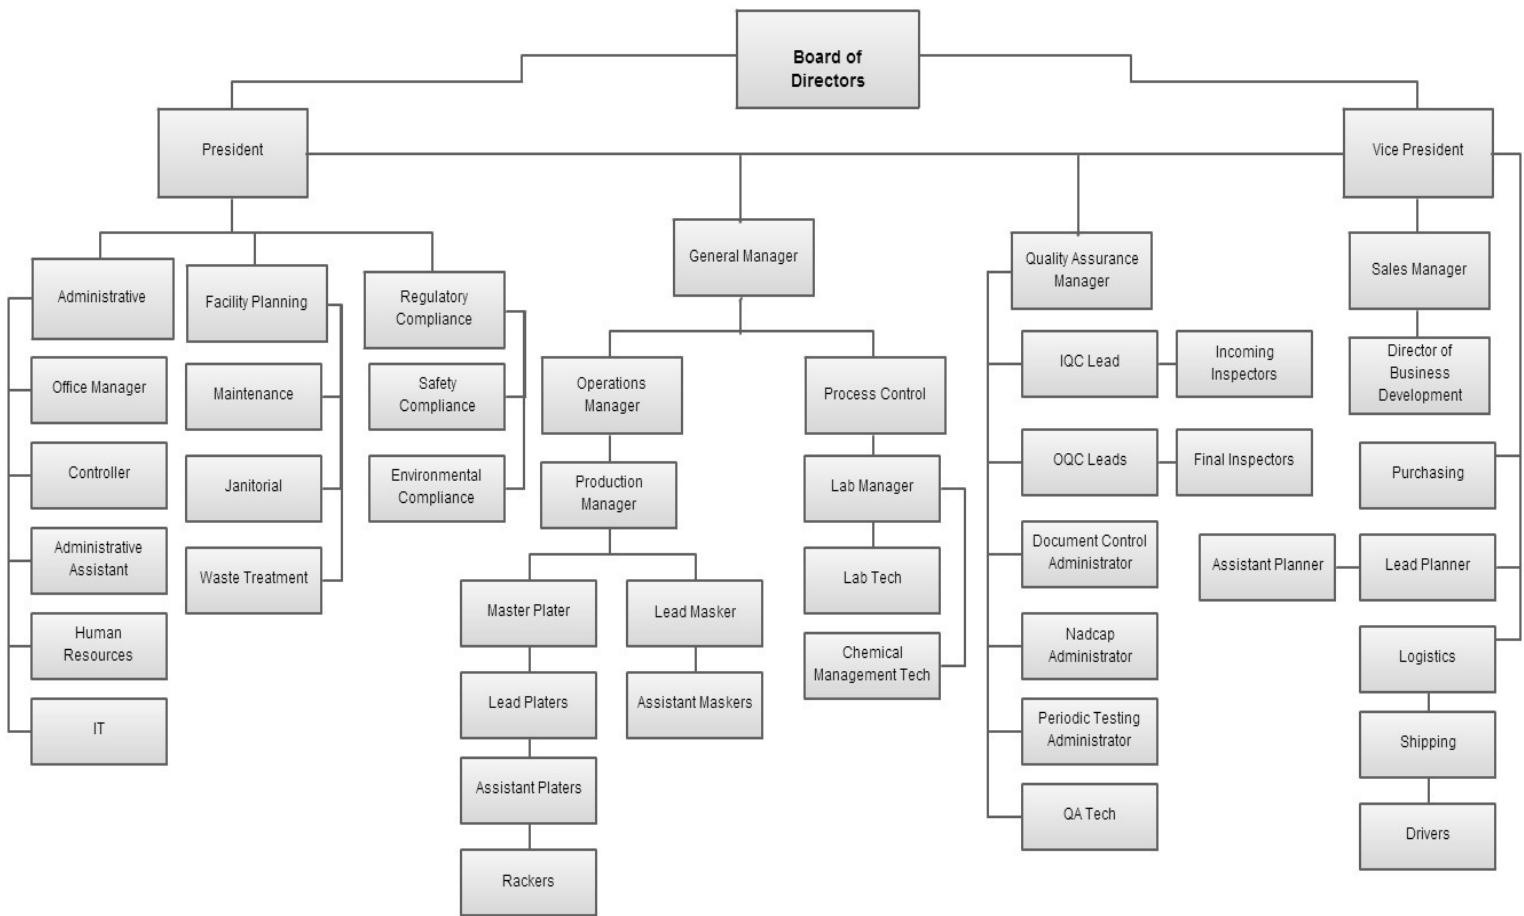 Board of
Directors
President
Vice President
General Manager
Quality Assurance
Manager
Sales Manager
Administrative
Facility Planning
Regulatory
Compliance
Office Manager
Maintenance
Safety
Compliance
Operations
Manager
Process Control
IQC Lead
Incoming
Inspectors
Director of
Business
Development
Controller
Janitorial
Environmental
Compliance
Production
Manager
Lab Manager
OQC Leads
Final Inspectors
Purchasing
Administrative
Assistant
Waste Treatment
Lab Tech
Document Control
Administrator
Assistant Planner
Lead Planner
Human
Resources
Master Plater
Lead Masker
Chemical
Management Tech
Nadcap
Administrator
Logistics
IT
Lead Platers
Assistant Maskers
Periodic Testing
Administrator
Shipping
Assistant Platers
QA Tech
Drivers
Rackers